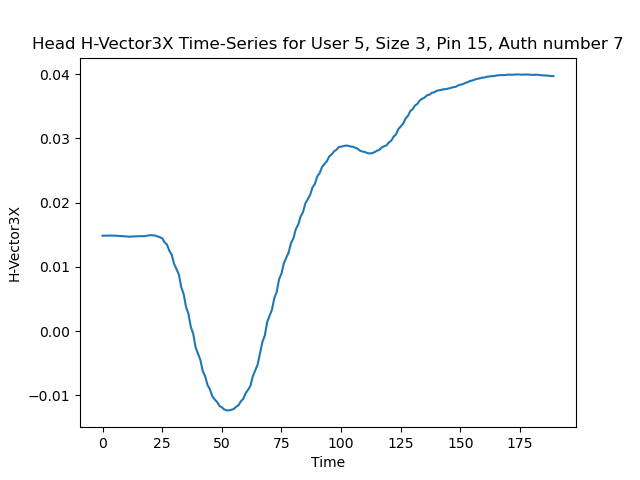 Head H-Vector3X Time-Series for User 5, Size 3, Pin 15, Auth number 7
0.04
0.03
0.02
0.01
0.00
−0.01
H-Vector3X
0 25 50 75 100 125 150 175
Time